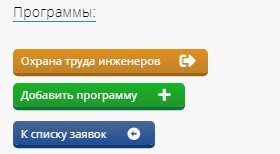 Программы:
Охрана труда инженеров
Добавить программу
К списку заявок